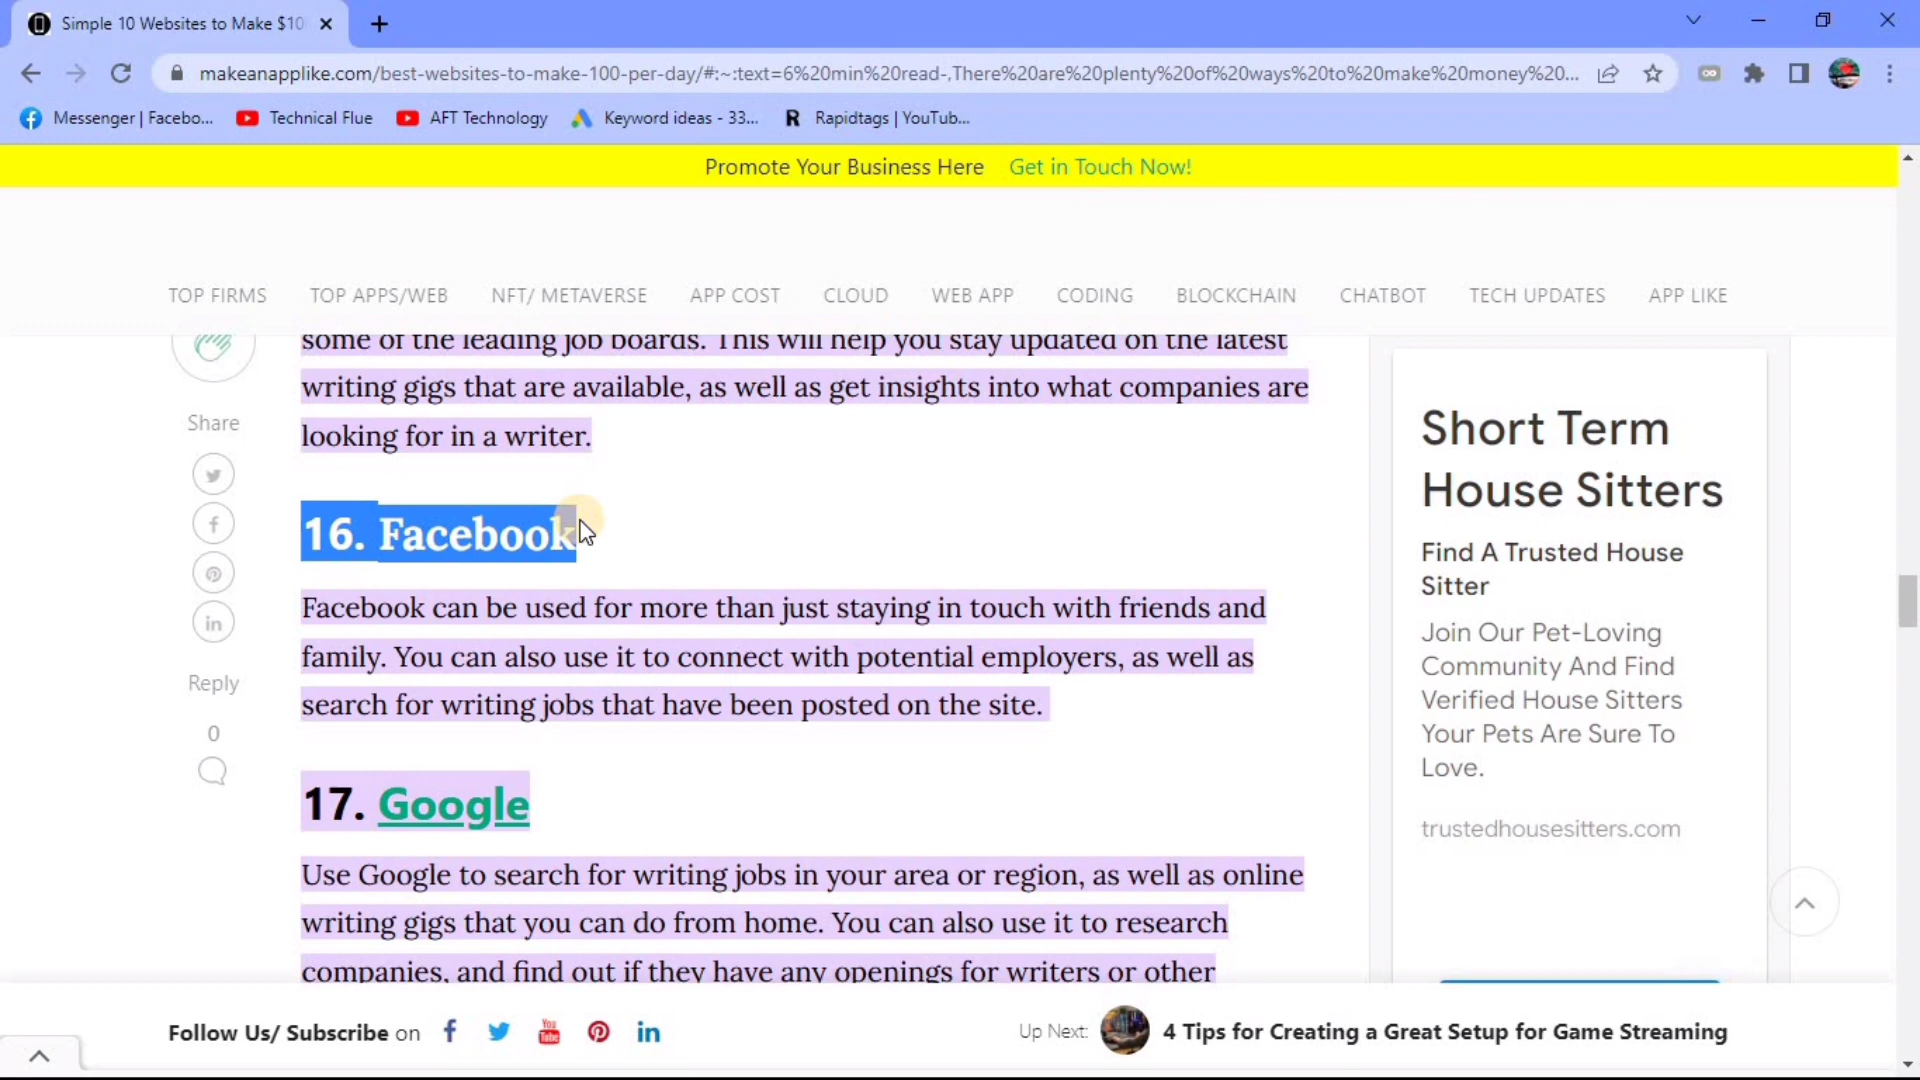 Simple 10 Websites to Make $10
makeanapplike.com/best-websites-to-make-100-per-day/#:~:text=6%20min%20read-,There%20are%20plenty%20of%20ways%20to%20make%20money%20...
Messenger | Facebo...
Technical Flue
AFT Technology
Keyword ideas - 33...
R Rapidtags | YouTub...
Promote Your Business Here Get in Touch Now!
TOP FIRMS TOP APPS/WEB NFT/ METAVERSE APP COST CLOUD WEB APP CODING BLOCKCHAIN CHATBOT TECH UPDATES APP LIKE
some of the leading job boards. This will help you stay updated on the latest
writing gigs that are available, as well as get insights into what companies are
looking for in a writer.
Share
16. Facebook
Facebook can be used for more than just staying in touch with friends and
family. You can also use it to connect with potential employers, as well as
search for writing jobs that have been posted on the site.
Reply
0
17. Google
Use Google to search for writing jobs in your area or region, as well as online
writing gigs that you can do from home. You can also use it to research
companies, and find out if they have any openings for writers or other
Short Term
House Sitters
Find A Trusted House
Sitter
Join Our Pet-Loving
Community And Find
Verified House Sitters
Your Pets Are Sure To
Love.
trustedhousesitters.com
Follow Us/ Subscribe on
You Tube
Up Next: 4 Tips for Creating a Great Setup for Game Streaming